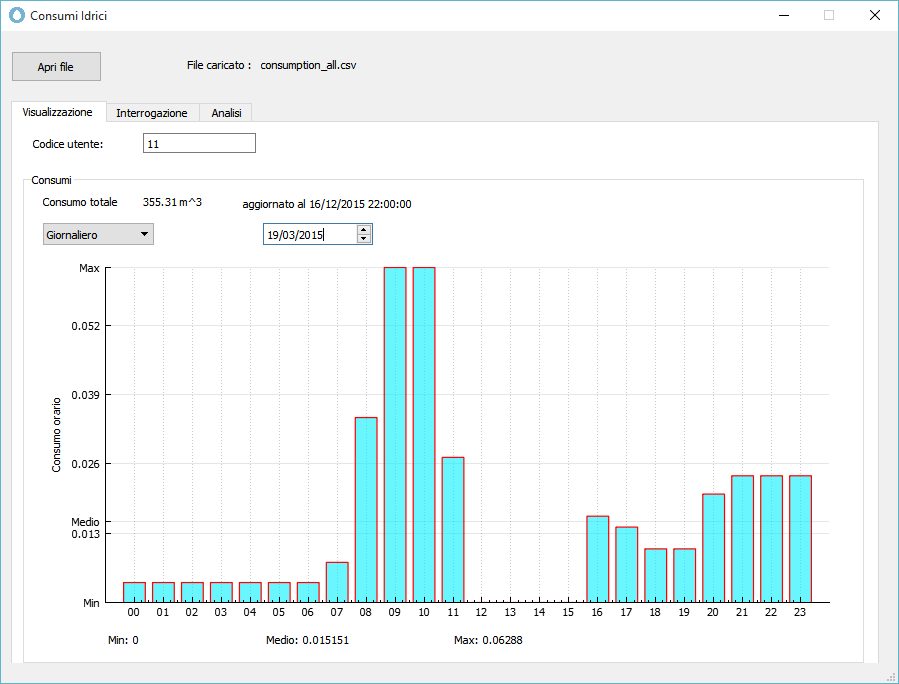 Consumi Idrici
Apri file
File caricato : consumption_all.csv
Visualizzazione Interrogazione Analisi
Codice utente: 11
Consumi
Consumo totale 355.31 m^3 aggiornato al 16/12/2015 22:00:00
Giornaliero 19/03/2015
Max
0.052
0.039
0.026
Medio
0.013
Min
Consumo orario
00 01 02 03 04 05 06 07 08 09 10 11 12 13 14 15 16 17 18 19 20 21 22 23
Min: 0 Medio: 0.015151 Max: 0.06288